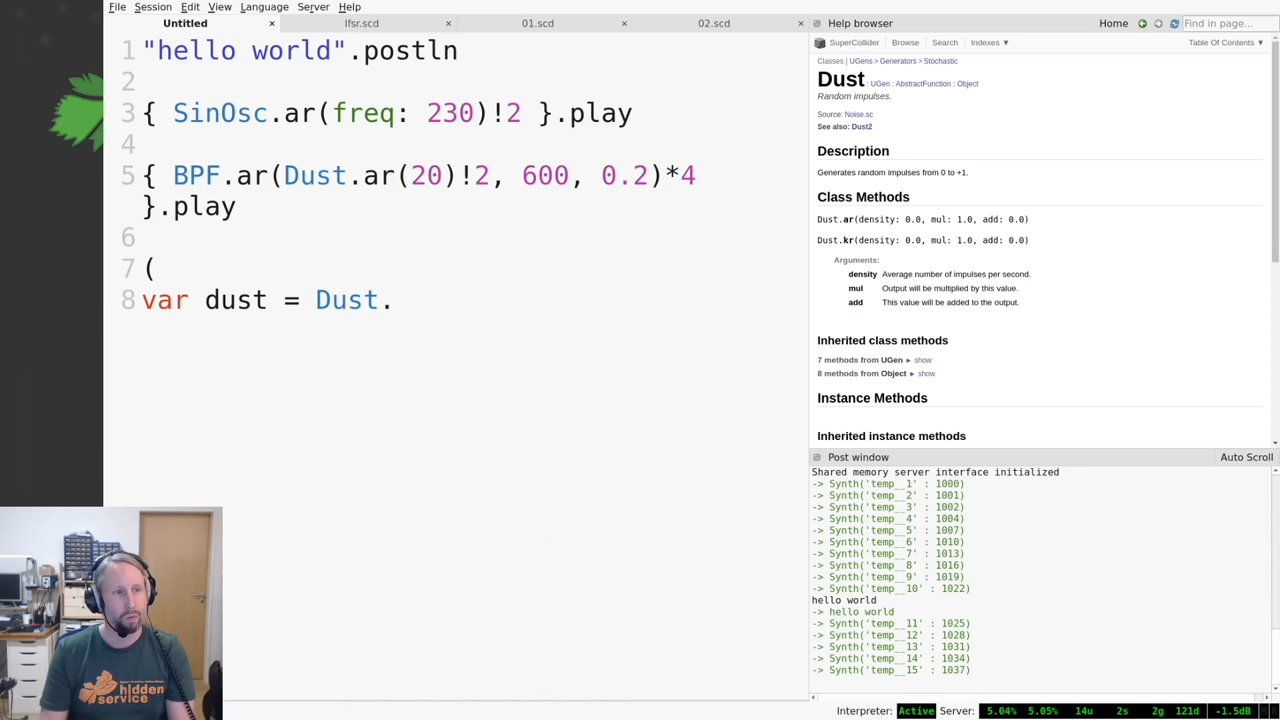 File Session Edit View Language Server Help
Untitled × lfsr.scd × 01.scd × 02.scd ×
1 "hello world".postln
2
3 { SinOsc.ar(freq: 230)!2 }.play
4
5 { BPF.ar(Dust.ar(20)!2, 600, 0.2)*4
}.play
6
7 (
8 var dust = Dust.
Help browser Home Find in page...
SuperCollider Browse Search Indexes ▼ Table Of Contents ▼
Classes | UGens > Generators > Stochastic
Dust : UGen : AbstractFunction : Object
Random impulses.
Source: Noise.sc
See also: Dust2
Description
Generates random impulses from 0 to +1.
Class Methods
Dust.ar(density: 0.0, mul: 1.0, add: 0.0)
Dust.kr(density: 0.0, mul: 1.0, add: 0.0)
Arguments:
density Average number of impulses per second.
mul Output will be multiplied by this value.
add This value will be added to the output.
Inherited class methods
7 methods from UGen ► show
8 methods from Object ► show
Instance Methods
Inherited instance methods
Post window Auto Scroll
Shared memory server interface initialized
-> Synth('temp__1' : 1000)
-> Synth('temp__2' : 1001)
-> Synth('temp__3' : 1002)
-> Synth('temp__4' : 1004)
-> Synth('temp__5' : 1007)
-> Synth('temp__6' : 1010)
-> Synth('temp__7' : 1013)
-> Synth('temp__8' : 1016)
-> Synth('temp__9' : 1019)
-> Synth('temp__10' : 1022)
hello world
-> hello world
-> Synth('temp__11' : 1025)
-> Synth('temp__12' : 1028)
-> Synth('temp__13' : 1031)
-> Synth('temp__14' : 1034)
-> Synth('temp__15' : 1037)
hidden
service
Interpreter: Active Server: 5.04% 5.05% 14u 2s 2g 121d -1.5dB